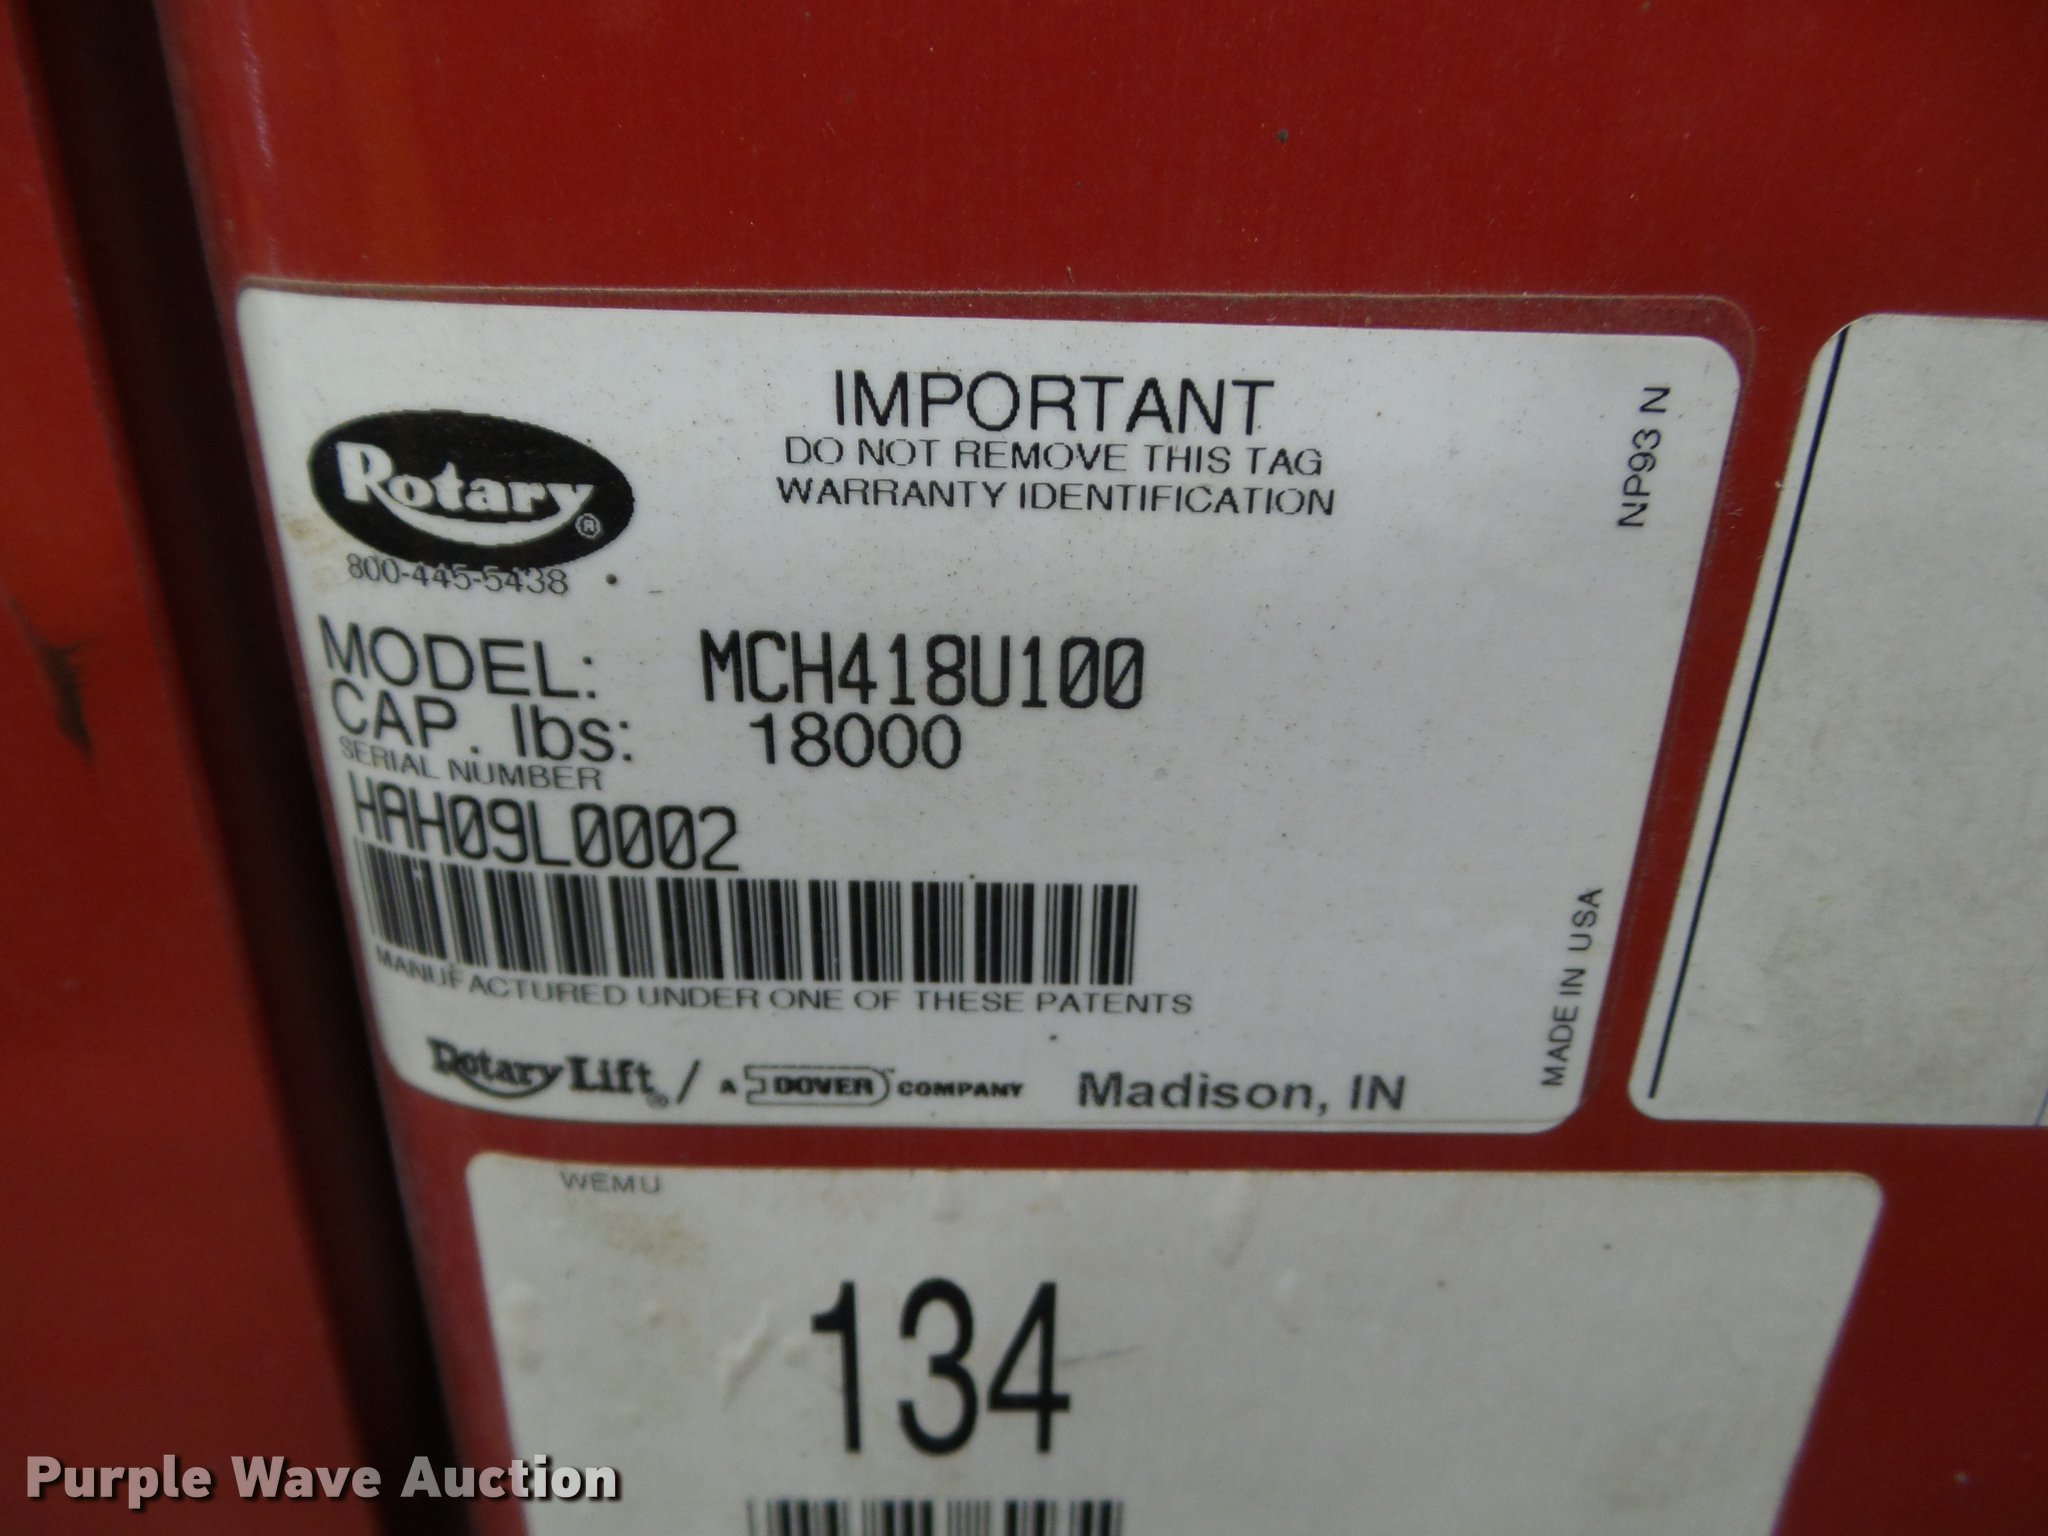 IMPORTANT
DO NOT REMOVE THIS TAG
WARRANTY IDENTIFICATION
NP93 N
Rotary®
800-445-5438
MODEL: MCH418U100
CAP. lbs: 18000
SERIAL NUMBER
HAH09L0002
MANUFACTURED UNDER ONE OF THESE PATENTS
MADE IN USA
Rotary Lift® / A DOVER COMPANY Madison, IN
WEMU
134
Purple Wave Auction